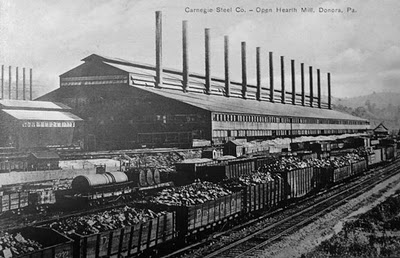 Carnegie Steel Co. – Open Hearth Mill, Donora, Pa.